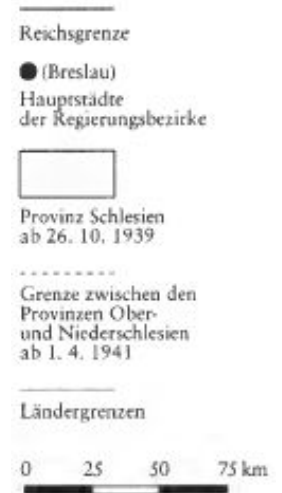 Reichsgrenze
(Breslau)
Hauptstädte
der Regierungsbezirke
Provinz Schlesien
ab 26. 10. 1939
Grenze zwischen den
Provinzen Ober-
und Niederschlesien
ab 1. 4. 1941
Ländergrenzen
0 25 50 75 km